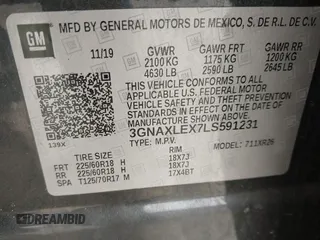 GM
MFD BY GENERAL MOTORS DE MEXICO, S. DE R.L. DE C.V.
11/19 GVWR GAWR FRT GAWR RR
2100 KG 1175 KG 1200 KG
4630 LB 2590 LB 2645 LB
THIS VEHICLE CONFORMS TO ALL APPLICABLE
U.S. FEDERAL MOTOR VEHICLE SAFETY, BUMPER,
AND THEFT PREVENTION STANDARDS IN EFFECT ON
THE DATE OF MANUFACTURE SHOWN ABOVE.
3GNAXLEX7LS591231
139X TYPE: M.P.V. MODEL: 711XR26
RIM
FRT 225/60R18 H 18X7J
RR 225/60R18 H 18X7J
SPA T125/70R17 M 17X4BT
DREAMBID